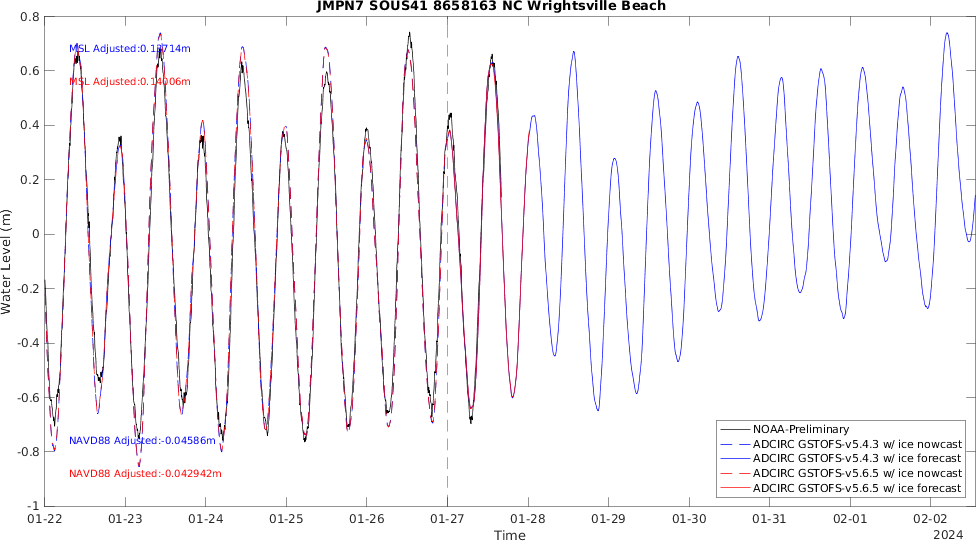 JMPN7 SOUS41 8658163 NC Wrightsville Beach
0.8
0.6
0.4
0.2
0
-0.2
-0.4
-0.6
-0.8
-1
Water Level (m)
MSL Adjusted:0.13714m
MSL Adjusted:0.14006m
NAVD88 Adjusted:-0.04586m
NAVD88 Adjusted:-0.042942m
NOAA-Preliminary
ADCIRC GSTOFS-v5.4.3 w/ ice nowcast
ADCIRC GSTOFS-v5.4.3 w/ ice forecast
ADCIRC GSTOFS-v5.6.5 w/ ice nowcast
ADCIRC GSTOFS-v5.6.5 w/ ice forecast
01-22 01-23 01-24 01-25 01-26 01-27 01-28 01-29 01-30 01-31 02-01 02-02
Time
2024